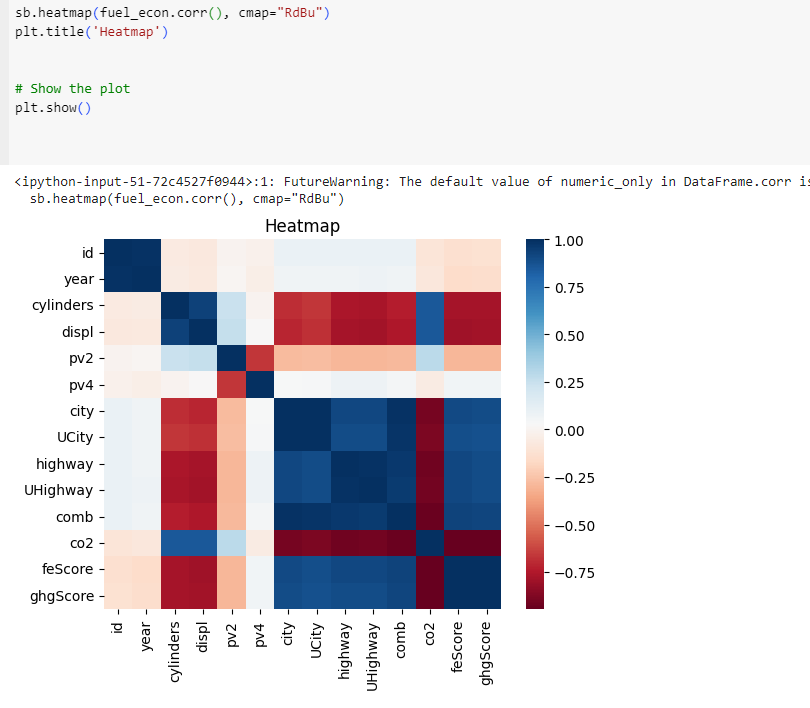 sb.heatmap(fuel_econ.corr(), cmap="RdBu")
plt.title('Heatmap')
# Show the plot
plt.show()
<ipython-input-51-72c4527f0944>:1: FutureWarning: The default value of numeric_only in DataFrame.corr is
sb.heatmap(fuel_econ.corr(), cmap="RdBu")
Heatmap
id
year
cylinders
displ
pv2
pv4
city
UCity
highway
UHighway
comb
co2
feScore
ghgScore
id
year
cylinders
displ
pv2
pv4
city
UCity
highway
UHighway
comb
co2
feScore
ghgScore
1.00
0.75
0.50
0.25
0.00
−0.25
−0.50
−0.75